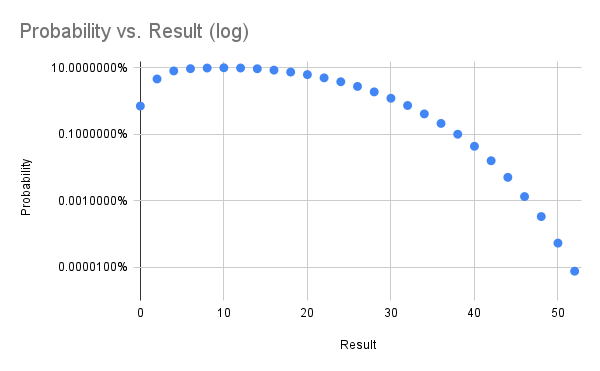 Probability vs. Result (log)
10.0000000%
0.1000000%
0.0010000%
0.0000100%
Probability
0 10 20 30 40 50
Result